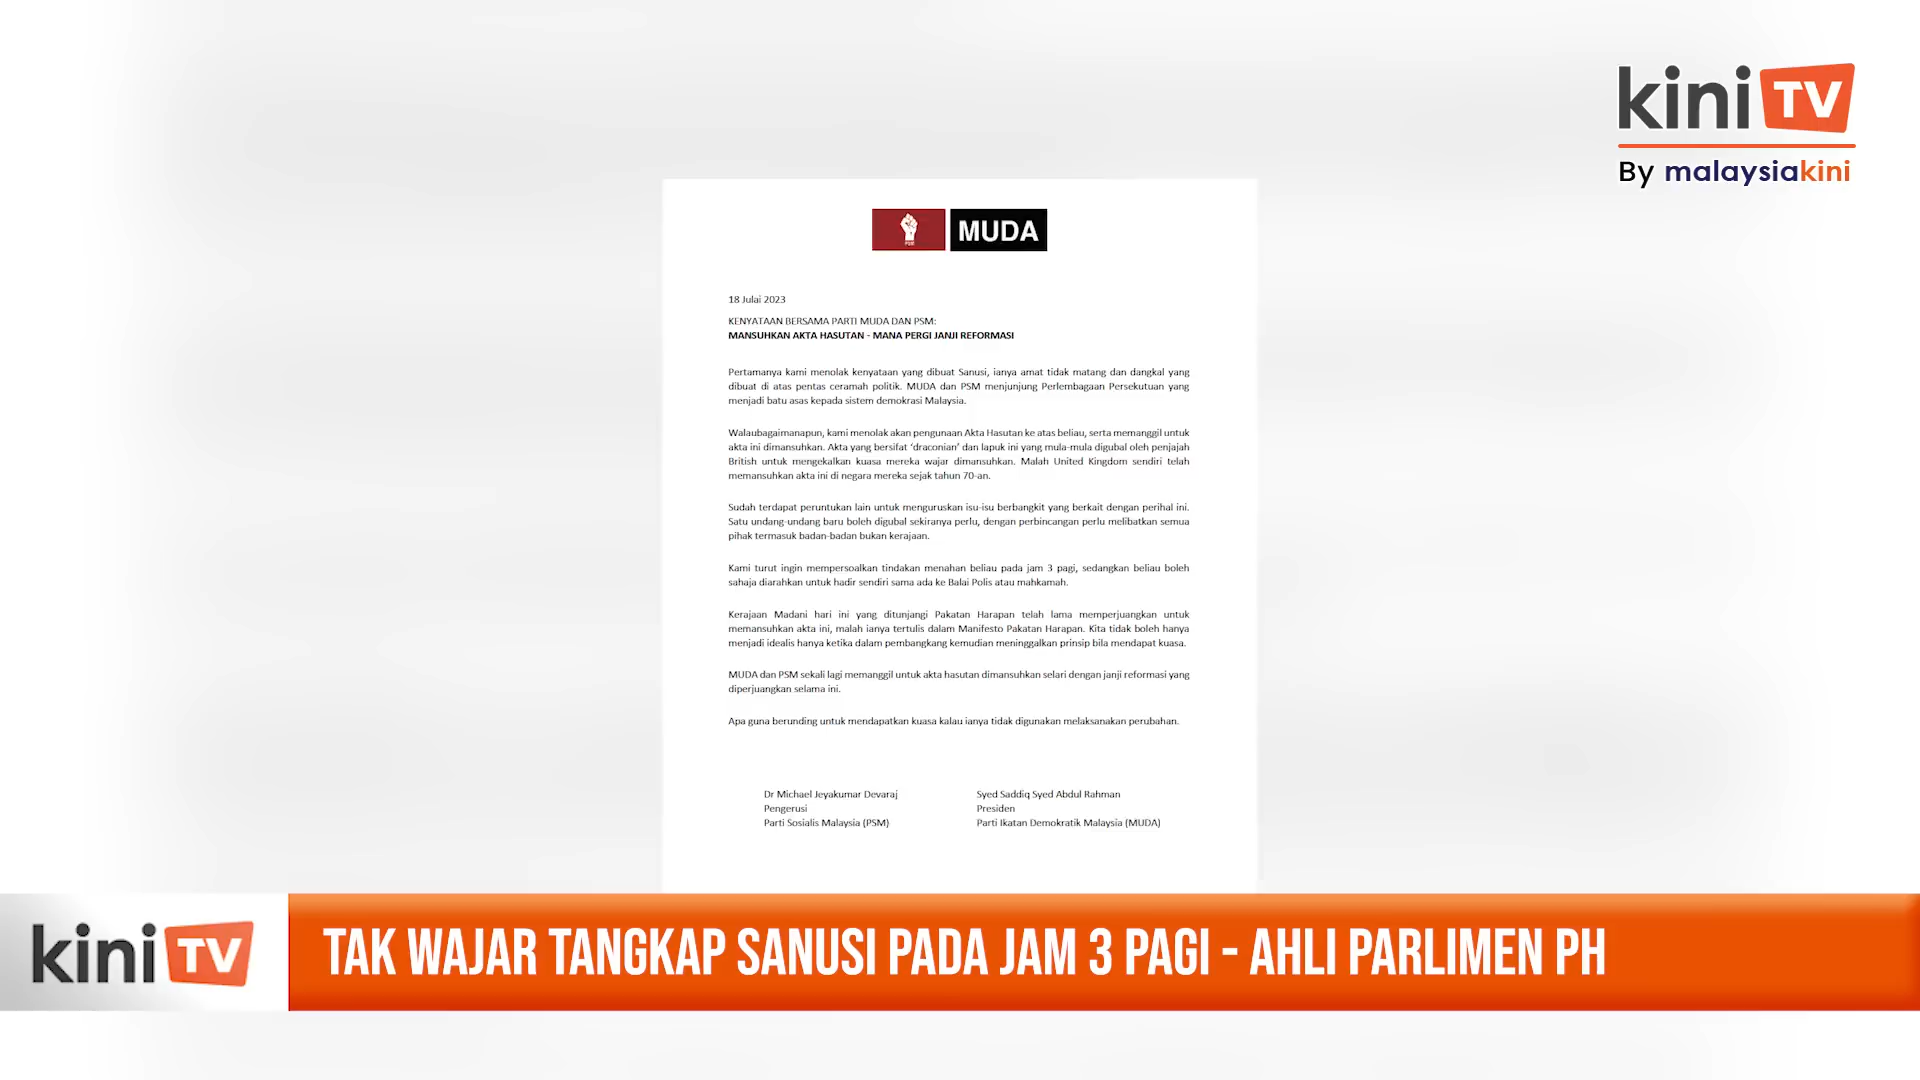 kini TV
By malaysiakini
PSM
MUDA
18 Julai 2023
KENYATAAN BERSAMA PARTI MUDA DAN PSM:
MANSUHKAN AKTA HASUTAN - MANA PERGI JANJI REFORMASI
Pertamanya kami menolak kenyataan yang dibuat Sanusi, ianya amat tidak matang dan dangkal yang
dibuat di atas pentas ceramah politik. MUDA dan PSM menjunjung Perlembagaan Persekutuan yang
menjadi batu asas kepada sistem demokrasi Malaysia.
Walaubagaimanapun, kami menolak akan pengunaan Akta Hasutan ke atas beliau, serta memanggil untuk
akta ini dimansuhkan. Akta yang bersifat ‘draconian’ dan lapuk ini yang mula-mula digubal oleh penjajah
British untuk mengekalkan kuasa mereka wajar dimansuhkan. Malah United Kingdom sendiri telah
memansuhkan akta ini di negara mereka sejak tahun 70-an.
Sudah terdapat peruntukan lain untuk menguruskan isu-isu berbangkit yang berkait dengan perihal ini.
Satu undang-undang baru boleh digubal sekiranya perlu, dengan perbincangan perlu melibatkan semua
pihak termasuk badan-badan bukan kerajaan.
Kami turut ingin mempersoalkan tindakan menahan beliau pada jam 3 pagi, sedangkan beliau boleh
sahaja diarahkan untuk hadir sendiri sama ada ke Balai Polis atau mahkamah.
Kerajaan Madani hari ini yang ditunjangi Pakatan Harapan telah lama memperjuangkan untuk
memansuhkan akta ini, malah ianya tertulis dalam Manifesto Pakatan Harapan. Kita tidak boleh hanya
menjadi idealis hanya ketika dalam pembangkang kemudian meninggalkan prinsip bila mendapat kuasa.
MUDA dan PSM sekali lagi memanggil untuk akta hasutan dimansuhkan selari dengan janji reformasi yang
diperjuangkan selama ini.
Apa guna berunding untuk mendapatkan kuasa kalau ianya tidak digunakan melaksanakan perubahan.
Dr Michael Jeyakumar Devaraj
Pengerusi
Parti Sosialis Malaysia (PSM)
Syed Saddiq Syed Abdul Rahman
Presiden
Parti Ikatan Demokratik Malaysia (MUDA)
kini TV
TAK WAJAR TANGKAP SANUSI PADA JAM 3 PAGI - AHLI PARLIMEN PH